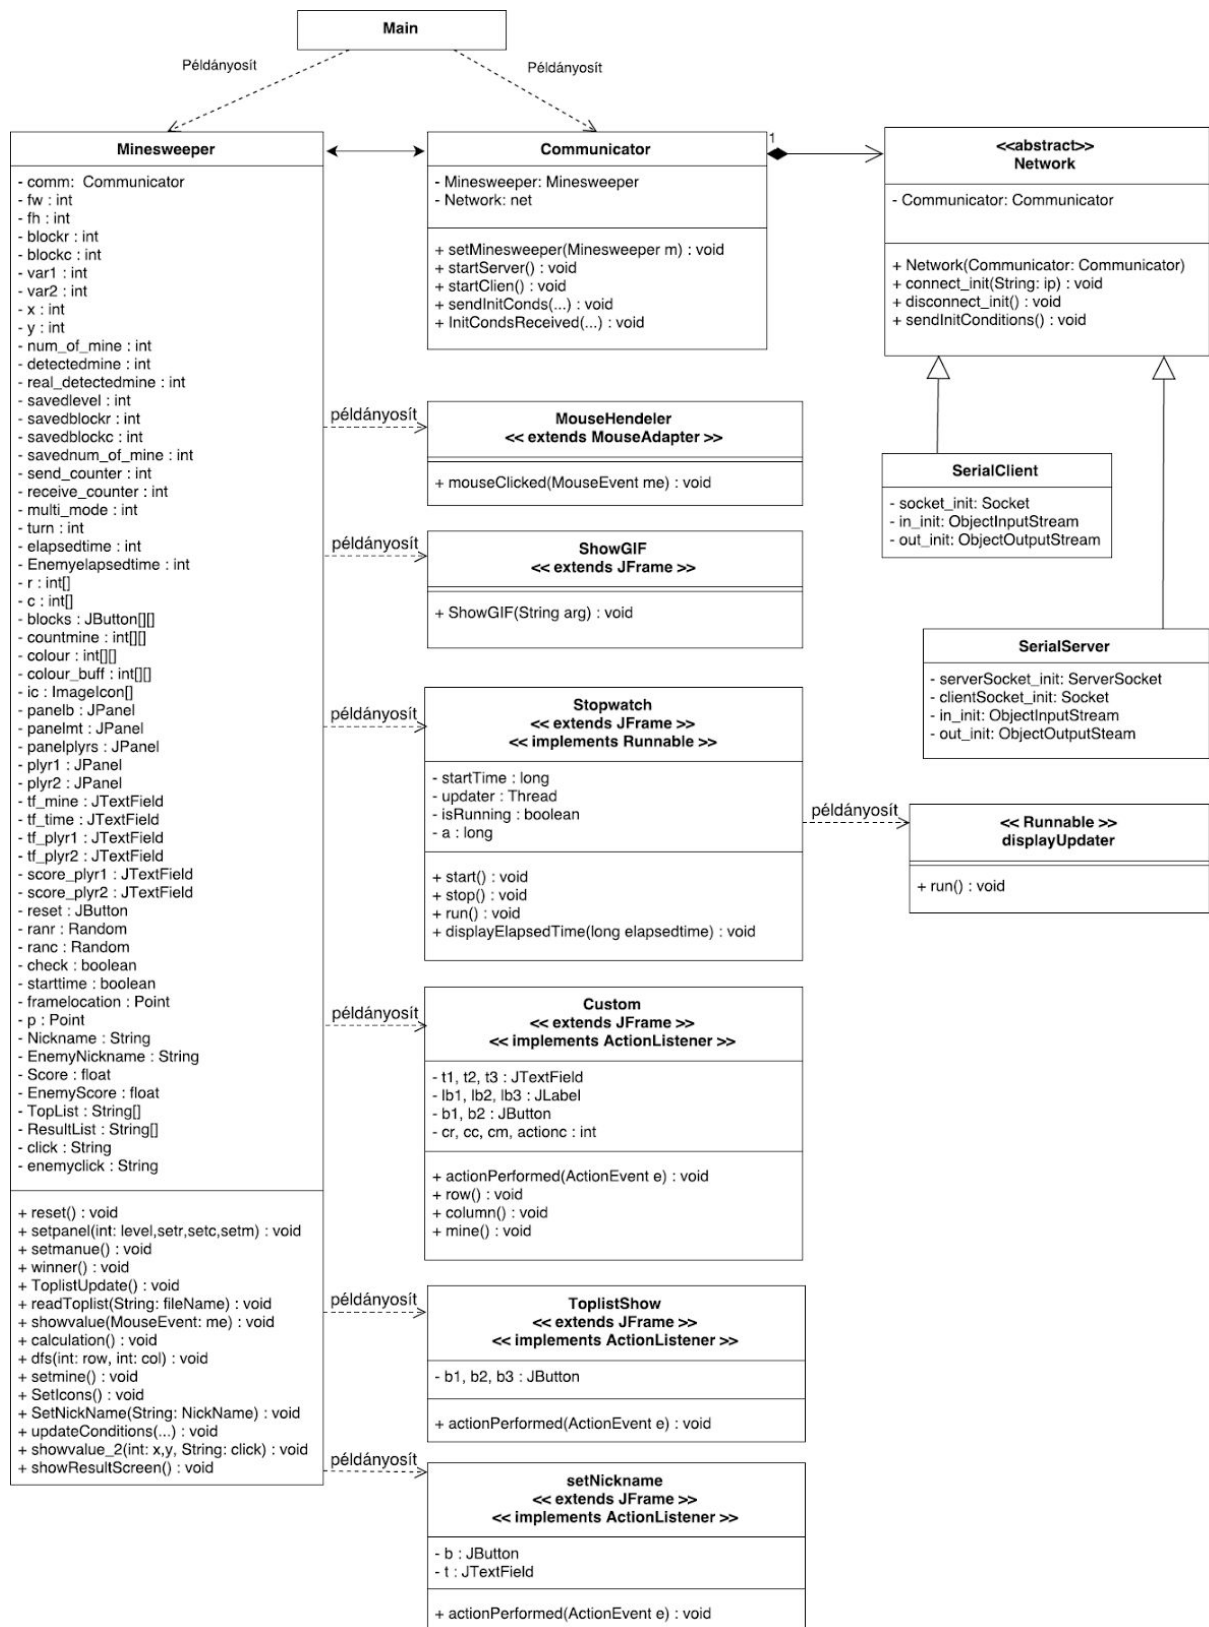 Main
Példányosít
Példányosít
Minesweeper
- comm: Communicator
- fw : int
- fh : int
- blockr : int
- blockc : int
- var1 : int
- var2 : int
- x : int
- y : int
- num_of_mine : int
- detectedmine : int
- real_detectedmine : int
- savedlevel : int
- savedblockr : int
- savedblockc : int
- savednum_of_mine : int
- send_counter : int
- receive_counter : int
- multi_mode : int
- turn : int
- elapsedtime : int
- Enemyelapsedtime : int
- r : int[]
- c : int[]
- blocks : JButton[][]
- countmine : int[][]
- colour : int[][]
- colour_buff : int[][]
- ic : ImageIcon[]
- panelb : JPanel
- panelmt : JPanel
- panelplyrs : JPanel
- plyr1 : JPanel
- plyr2 : JPanel
- tf_mine : JTextField
- tf_time : JTextField
- tf_plyr1 : JTextField
- tf_plyr2 : JTextField
- score_plyr1 : JTextField
- score_plyr2 : JTextField
- reset : JButton
- ranr : Random
- ranc : Random
- check : boolean
- starttime : boolean
- framelocation : Point
- p : Point
- Nickname : String
- EnemyNickname : String
- Score : float
- EnemyScore : float
- TopList : String[]
- ResultList : String[]
- click : String
- enemyclick : String
+ reset() : void
+ setpanel(int: level,setr,setc,setm) : void
+ setmanue() : void
+ winner() : void
+ ToplistUpdate() : void
+ readToplist(String: fileName) : void
+ showvalue(MouseEvent: me) : void
+ calculation() : void
+ dfs(int: row, int: col) : void
+ setmine() : void
+ SetIcons() : void
+ SetNickName(String: NickName) : void
+ updateConditions(...) : void
+ showvalue_2(int: x,y, String: click) : void
+ showResultScreen() : void
Communicator
- Minesweeper: Minesweeper
- Network: net
+ setMinesweeper(Minesweeper m) : void
+ startServer() : void
+ startClien() : void
+ sendInitConds(...) : void
+ InitCondsReceived(...) : void
1
<<abstract>>
Network
- Communicator: Communicator
+ Network(Communicator: Communicator)
+ connect_init(String: ip) : void
+ disconnect_init() : void
+ sendInitConditions() : void
példányosít
MouseHendeler
<< extends MouseAdapter >>
+ mouseClicked(MouseEvent me) : void
SerialClient
- socket_init: Socket
- in_init: ObjectInputStream
- out_init: ObjectOutputStream
példányosít
ShowGIF
<< extends JFrame >>
+ ShowGIF(String arg) : void
SerialServer
- serverSocket_init: ServerSocket
- clientSocket_init: Socket
- in_init: ObjectInputStream
- out_init: ObjectOutputSteam
példányosít
Stopwatch
<< extends JFrame >>
<< implements Runnable >>
- startTime : long
- updater : Thread
- isRunning : boolean
- a : long
+ start() : void
+ stop() : void
+ run() : void
+ displayElapsedTime(long elapsedtime) : void
példányosít
<< Runnable >>
displayUpdater
+ run() : void
példányosít
Custom
<< extends JFrame >>
<< implements ActionListener >>
- t1, t2, t3 : JTextField
- lb1, lb2, lb3 : JLabel
- b1, b2 : JButton
- cr, cc, cm, actionc : int
+ actionPerformed(ActionEvent e) : void
+ row() : void
+ column() : void
+ mine() : void
példányosít
ToplistShow
<< extends JFrame >>
<< implements ActionListener >>
- b1, b2, b3 : JButton
+ actionPerformed(ActionEvent e) : void
példányosít
setNickname
<< extends JFrame >>
<< implements ActionListener >>
- b : JButton
- t : JTextField
+ actionPerformed(ActionEvent e) : void